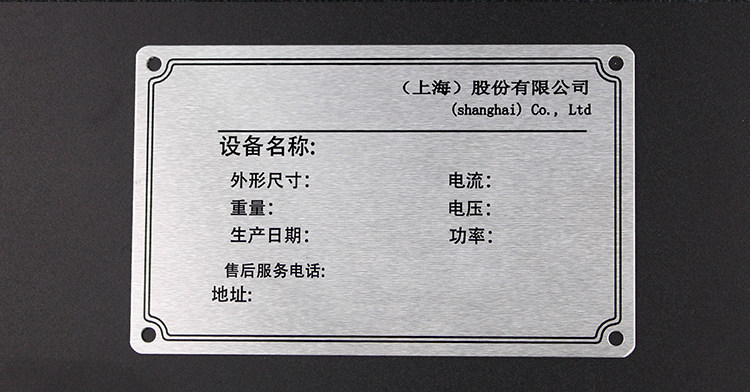 （上海）股份有限公司
(shanghai) Co., Ltd
设备名称:
外形尺寸: 电流:
重量: 电压:
生产日期: 功率:
售后服务电话:
地址: